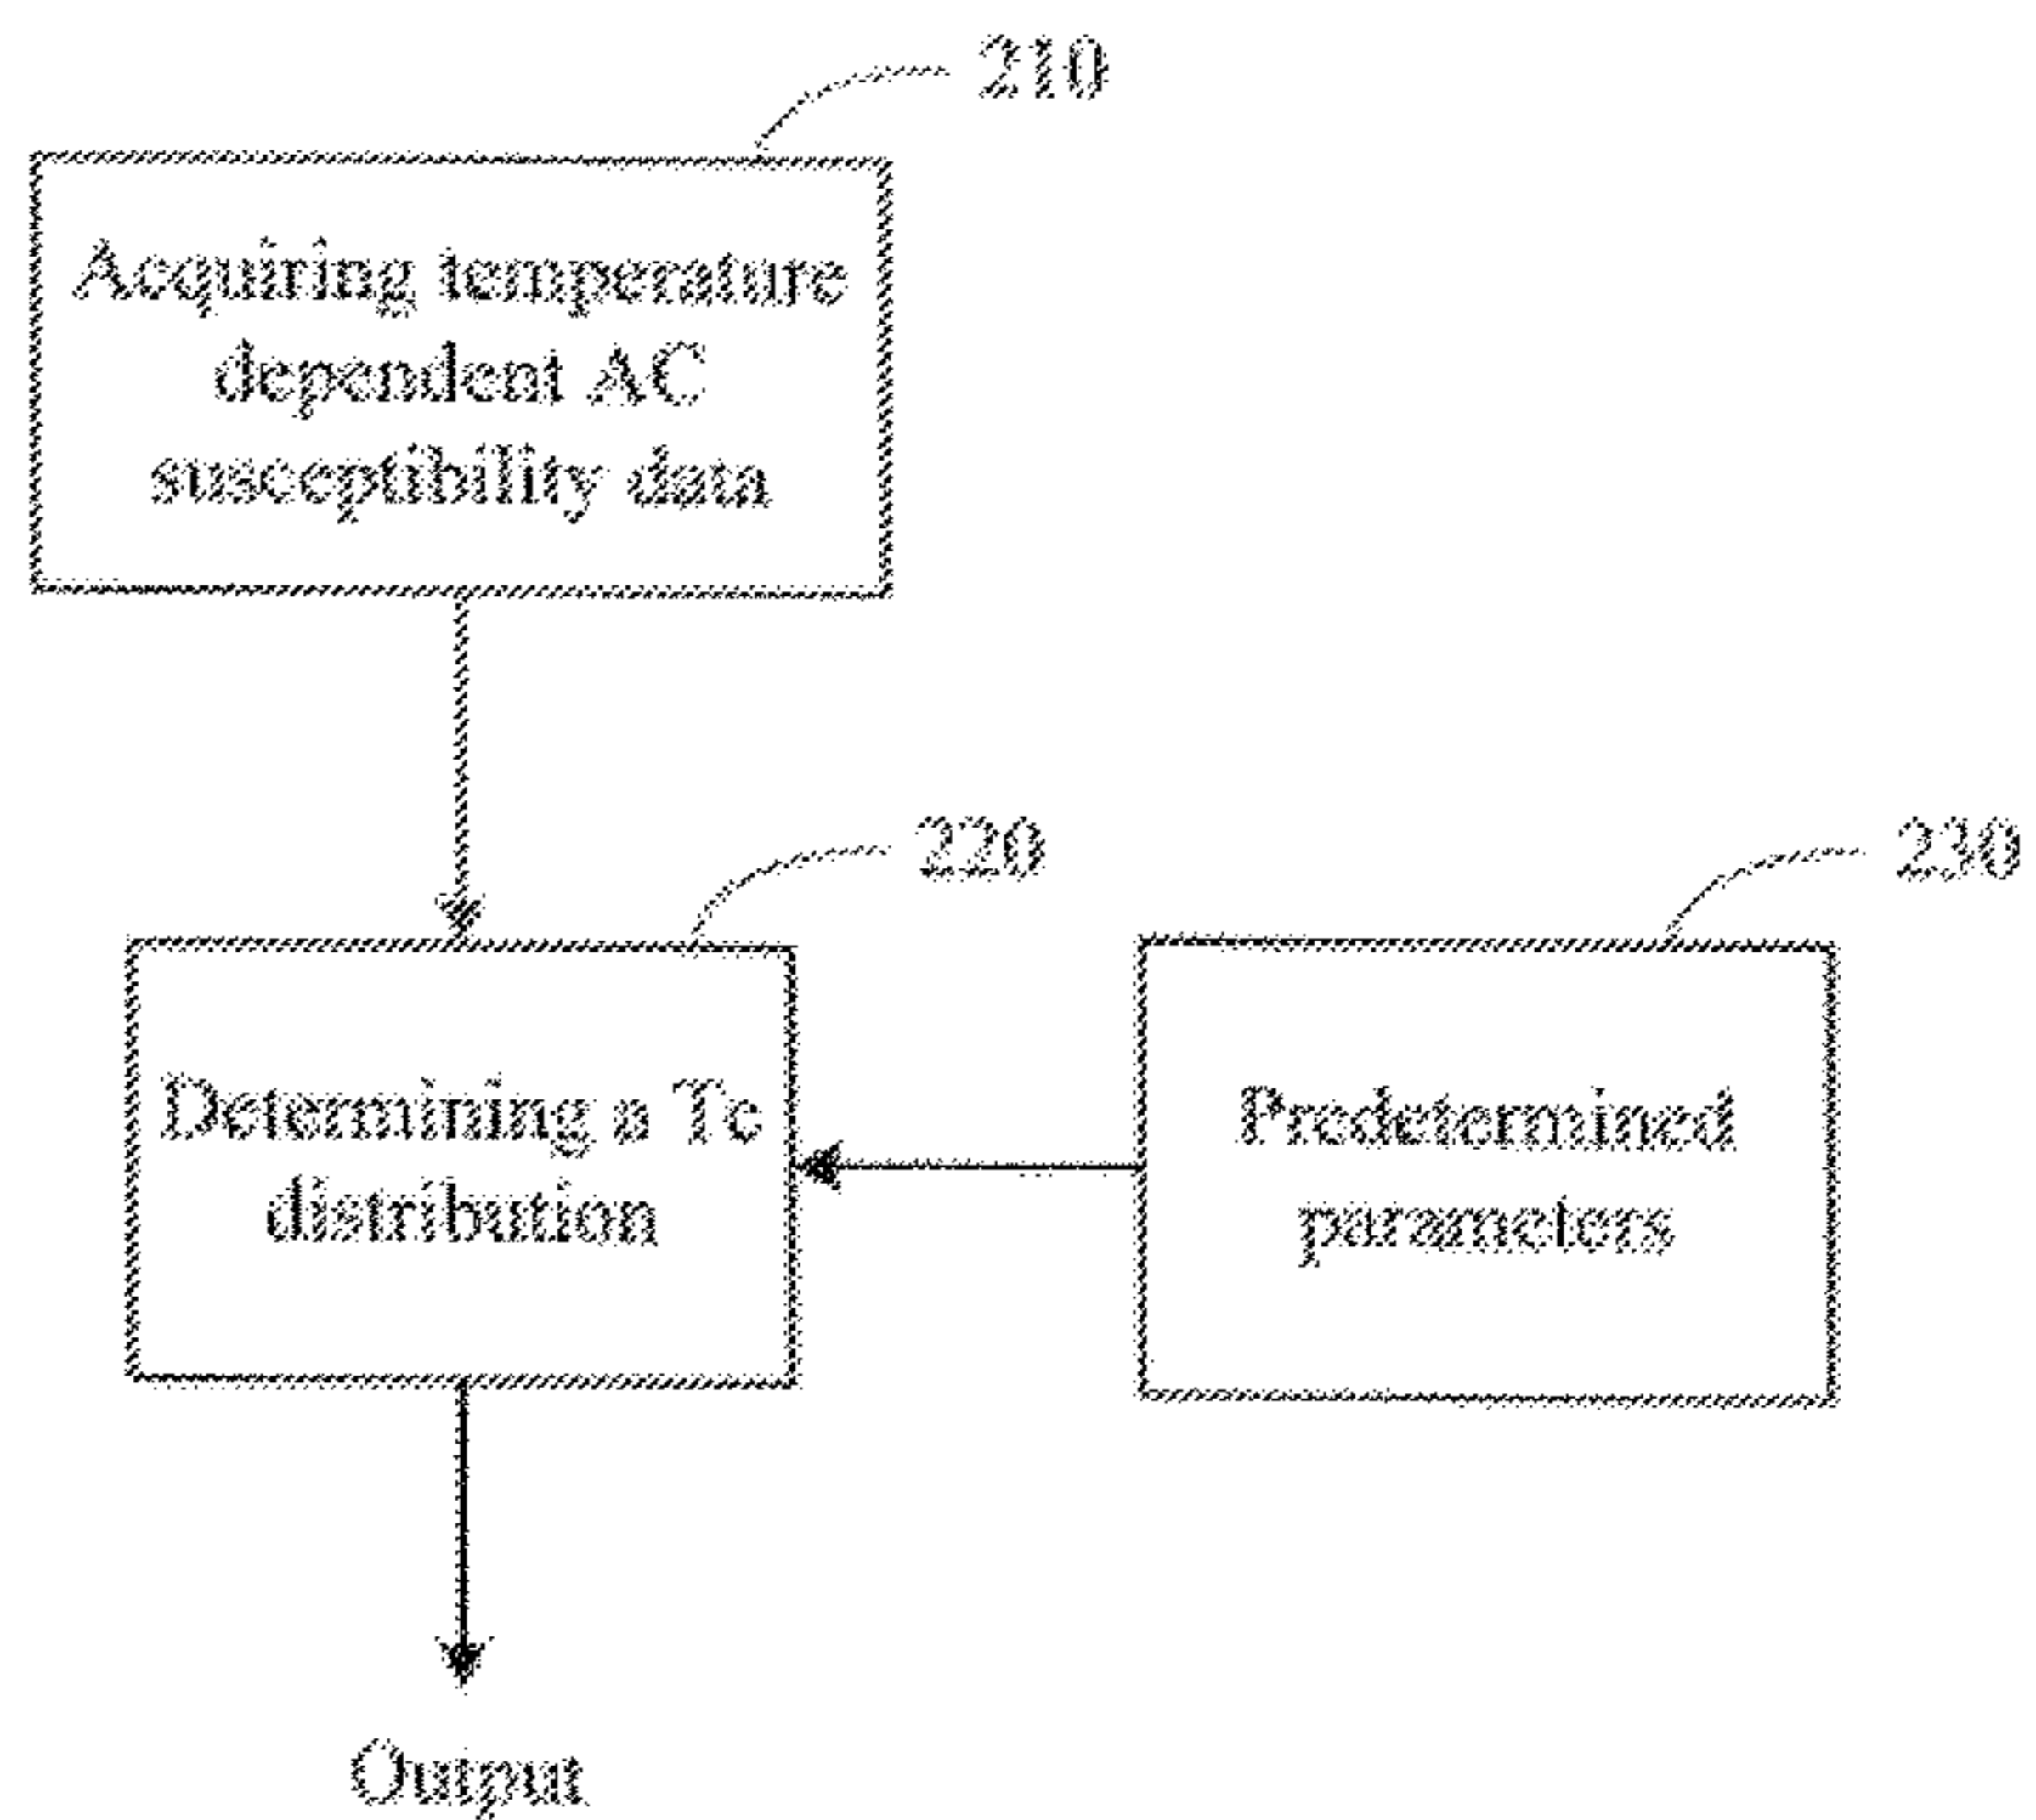 210
Acquiring temperature
dependent AC
susceptibility data
220
230
Determining a Tc
distribution
Predetermined
parameters
Output